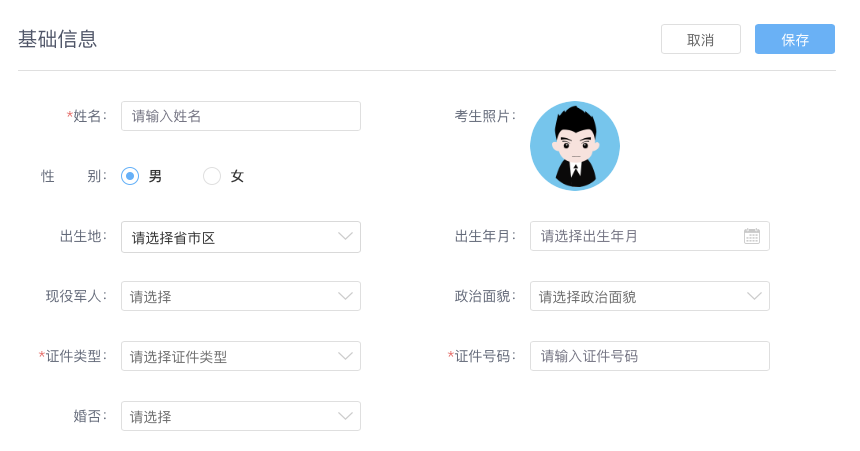 基础信息
取消
保存
*姓名：
请输入姓名
考生照片：
性 别：
男
女
出生地：
请选择省市区
出生年月：
请选择出生年月
现役军人：
请选择
政治面貌：
请选择政治面貌
*证件类型：
请选择证件类型
*证件号码：
请输入证件号码
婚否：
请选择